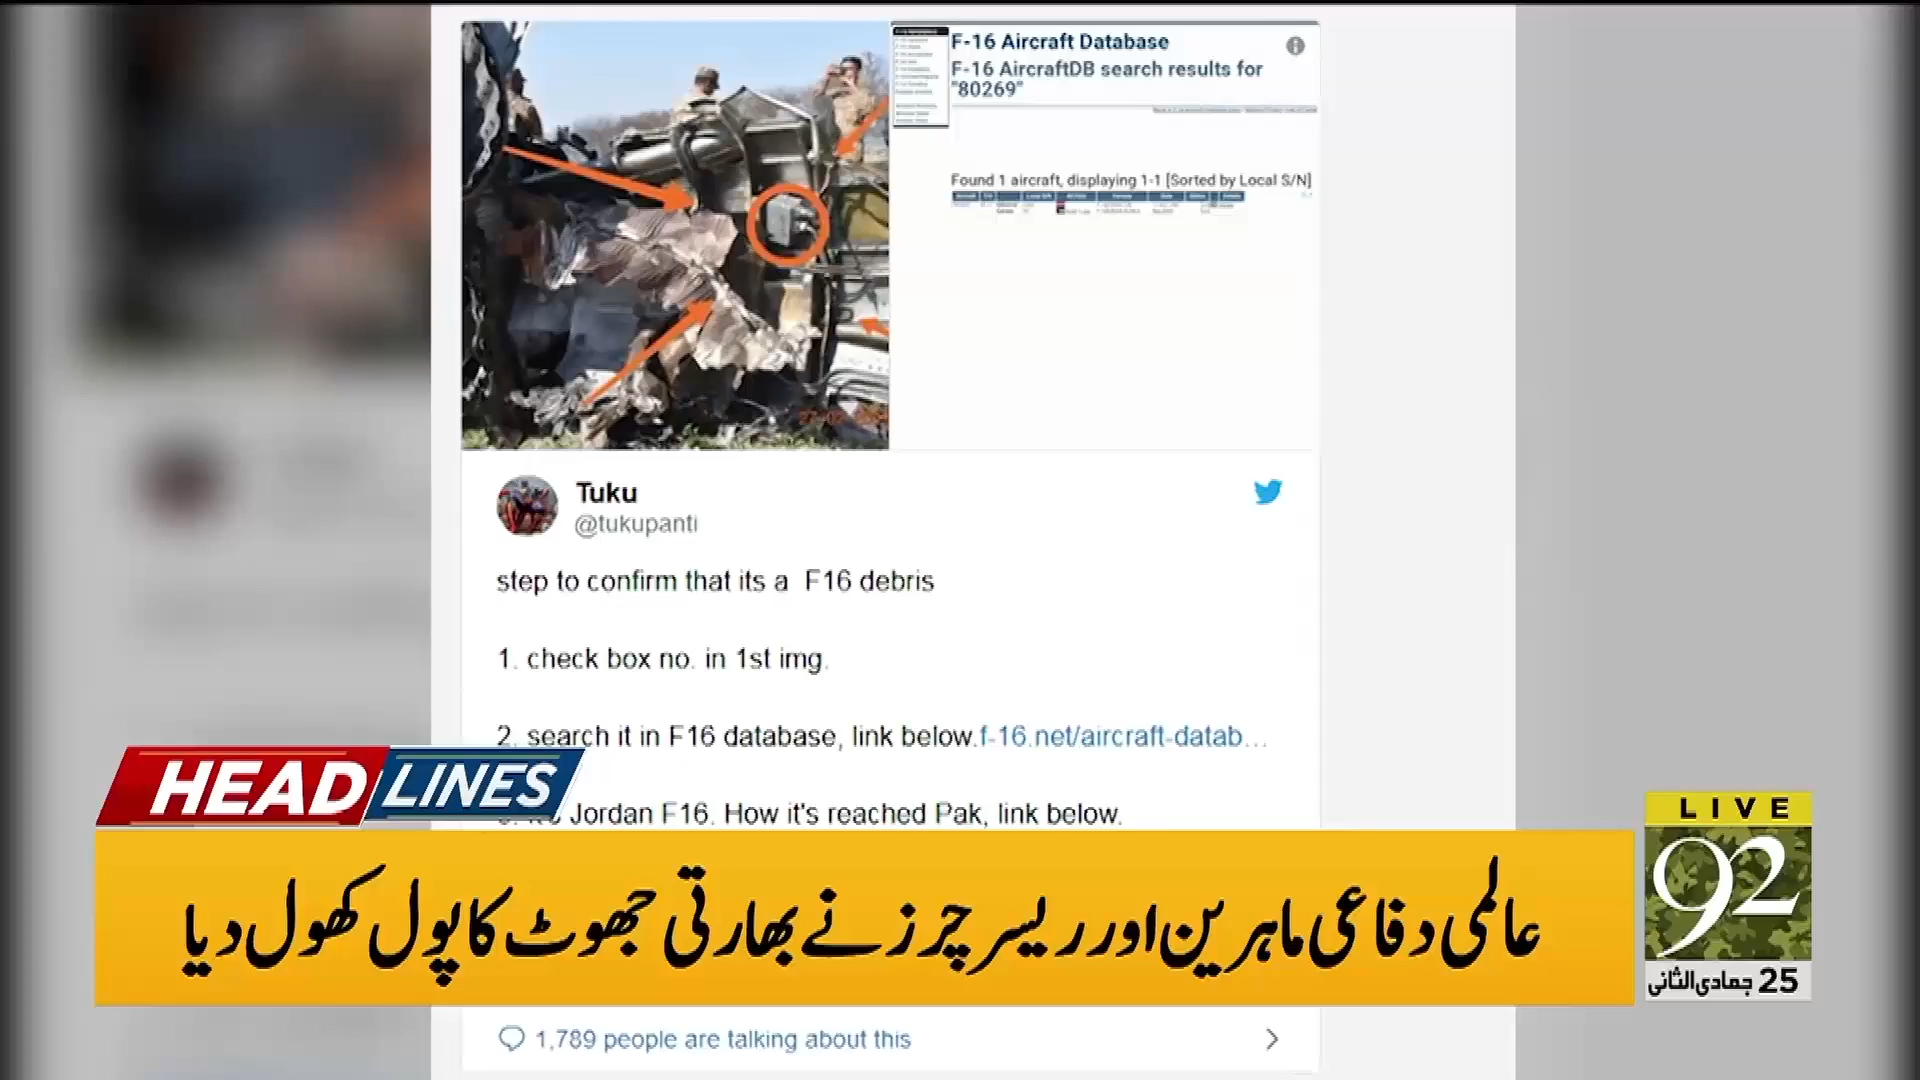 F-16 Aircraft Database
F-16 AircraftDB search results for
"80269"
Found 1 aircraft, displaying 1-1 [Sorted by Local S/N]
Tuku
@tukupanti
step to confirm that its a F16 debris
1. check box no. in 1st img.
2. search it in F16 database, link below.f-16.net/aircraft-datab...
Jordan F16. How it's reached Pak, link below.
HEADLINES
عالمی دفاعی ماہرین اور ریسرچرز نے بھارتی جھوٹ کا پول کھول دیا
LIVE
92
25 جمادی الثانی
1,789 people are talking about this